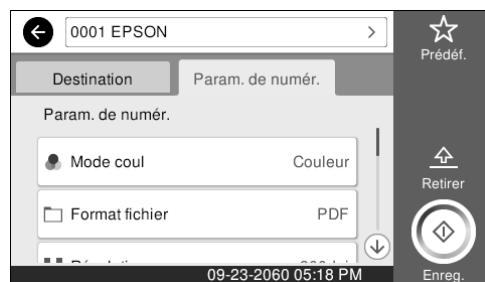 0001 EPSON
Prédéf.
Destination
Param. de numér.
Param. de numér.
Mode coul
Couleur
Retirer
Format fichier
PDF
09-23-2060 05:18 PM
Enreg.